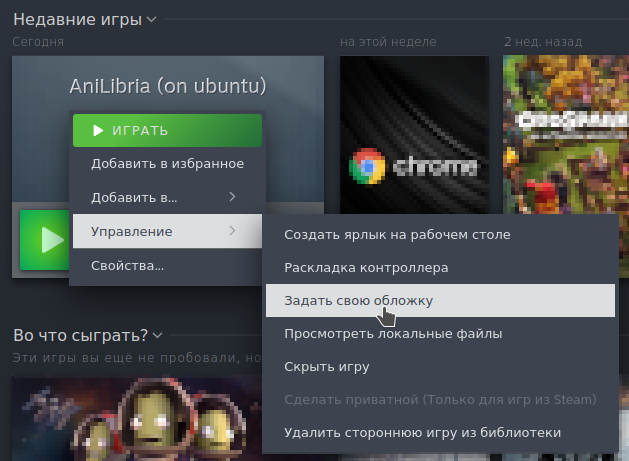 Недавние игры
Сегодня
на этой неделе
2 нед. назад
AniLibria (on ubuntu)
ИГРАТЬ
Добавить в избранное
Добавить в...
Управление
Свойства...
chrome
Создать ярлык на рабочем столе
Раскладка контроллера
Задать свою обложку
Просмотреть локальные файлы
Скрыть игру
Сделать приватной (Только для игр из Steam)
Удалить стороннюю игру из библиотеки
Во что сыграть?
Эти игры вы ещё не пробовали, но